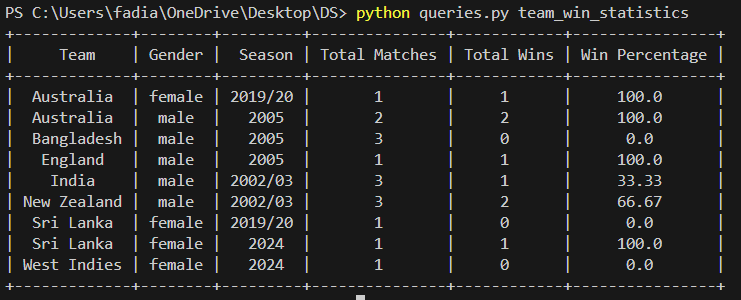 PS C:\Users\fadia\OneDrive\Desktop\DS> python queries.py team_win_statistics
+-------------+--------+---------+---------------+------------+----------------+
| Team | Gender | Season | Total Matches | Total Wins | Win Percentage |
+-------------+--------+---------+---------------+------------+----------------+
| Australia | female | 2019/20 | 1 | 1 | 100.0 |
| Australia | male | 2005 | 2 | 2 | 100.0 |
| Bangladesh | male | 2005 | 3 | 0 | 0.0 |
| England | male | 2005 | 1 | 1 | 100.0 |
| India | male | 2002/03 | 3 | 1 | 33.33 |
| New Zealand | male | 2002/03 | 3 | 2 | 66.67 |
| Sri Lanka | female | 2019/20 | 1 | 0 | 0.0 |
| Sri Lanka | female | 2024 | 1 | 1 | 100.0 |
| West Indies | female | 2024 | 1 | 0 | 0.0 |
+-------------+--------+---------+---------------+------------+----------------+